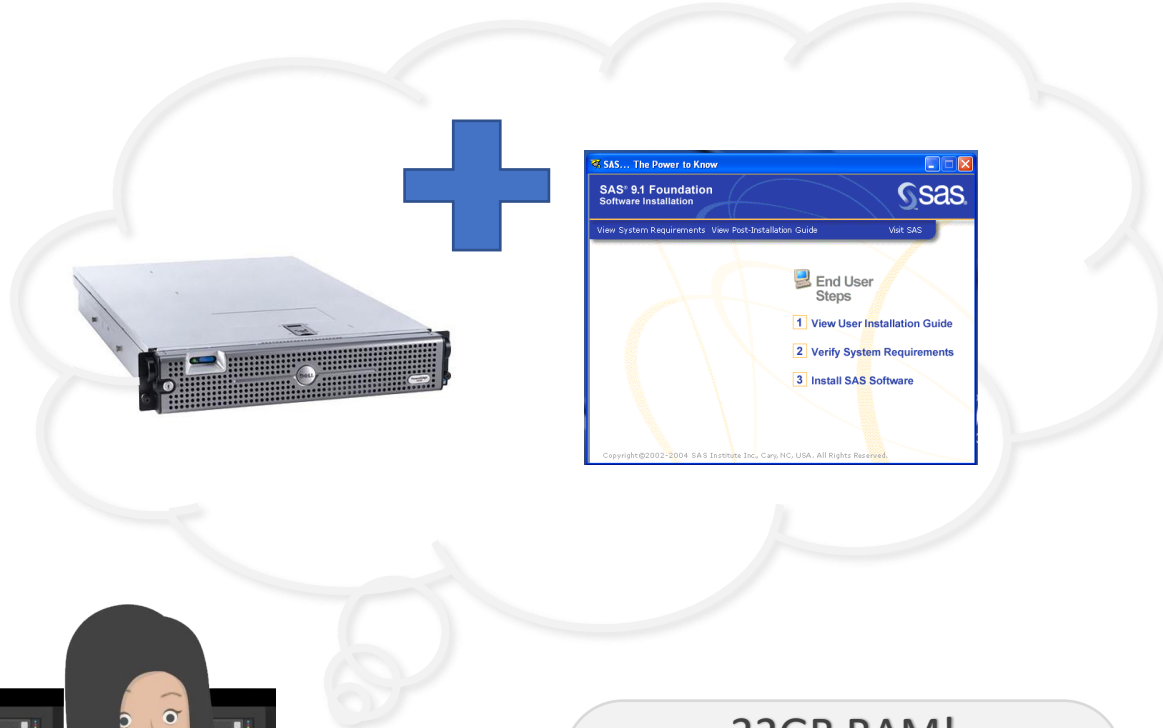 SAS... The Power to Know
SAS® 9.1 Foundation
Software Installation
sas.
View System Requirements View Post-Installation Guide Visit SAS
End User
Steps
1 View User Installation Guide
2 Verify System Requirements
3 Install SAS Software
Copyright©2002-2004 SAS Institute Inc., Cary, NC, USA. All Rights Reserved.
DELL